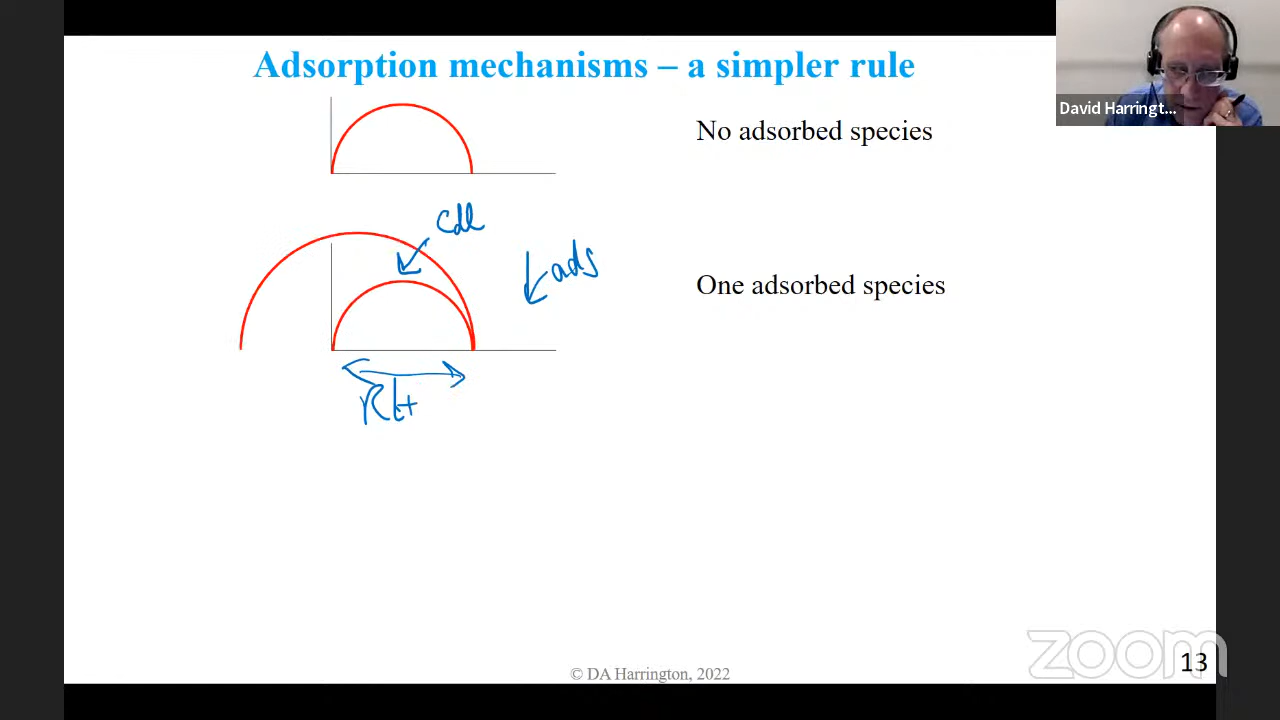 Adsorption mechanisms – a simpler rule
David Harringt...
No adsorbed species
Cdl
ads
One adsorbed species
Rct
© DA Harrington, 2022
zoom
13